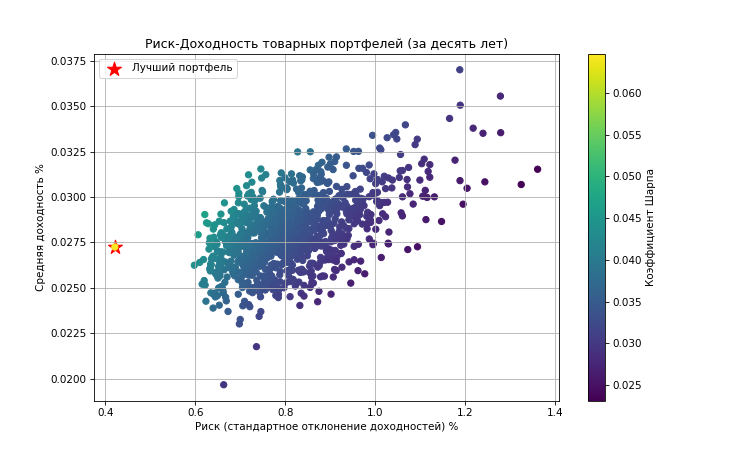 Риск-Доходность товарных портфелей (за десять лет)
Лучший портфель
Средняя доходность %
0.0375
0.0350
0.0325
0.0300
0.0275
0.0250
0.0225
0.0200
0.4 0.6 0.8 1.0 1.2 1.4
Риск (стандартное отклонение доходностей) %
0.060
0.055
0.050
0.045
0.040
0.035
0.030
0.025
Коэффициент Шарпа